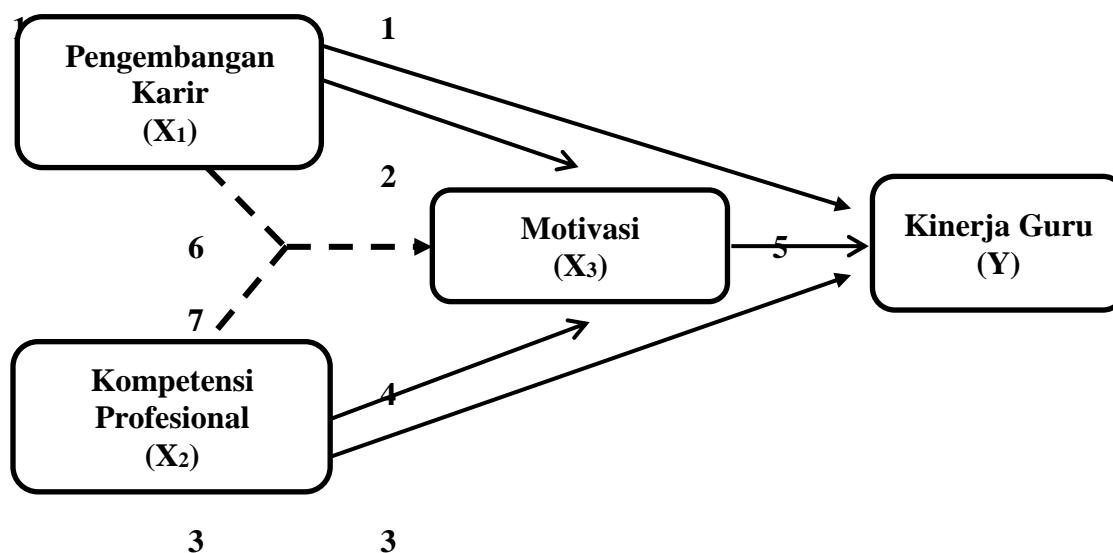 1
1
Pengembangan
Karir
(X₁)
2
Motivasi
(X₃)
5
Kinerja Guru
(Y)
6
7
Kompetensi
Profesional
(X₂)
4
3
3